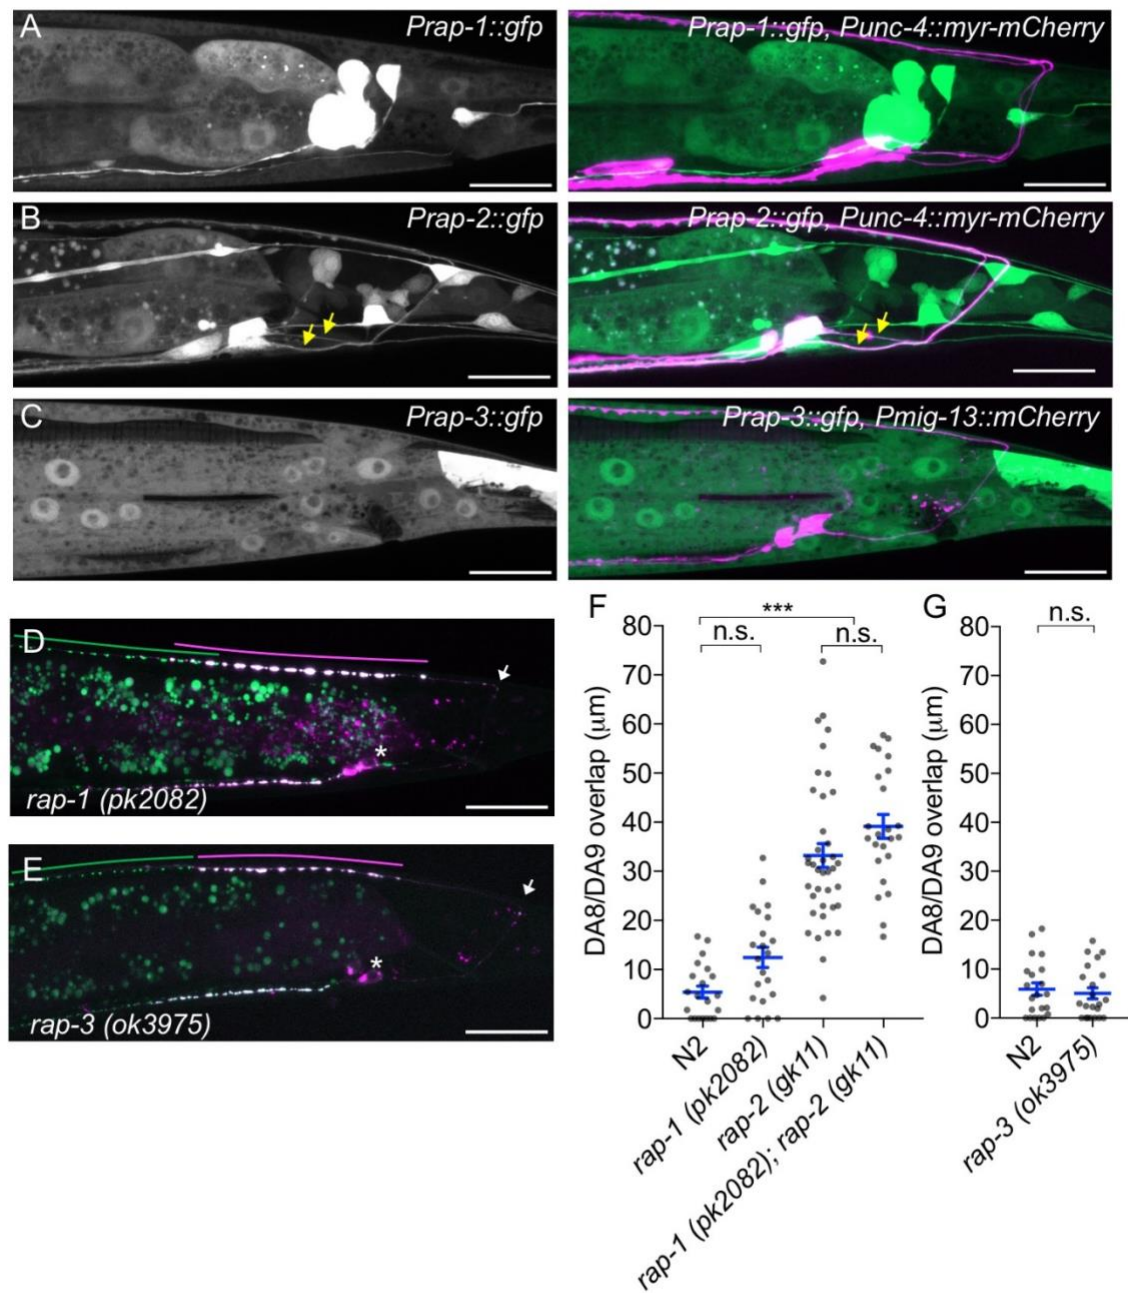 A
Prap-1::gfp
Prap-1::gfp, Punc-4::myr-mCherry
B
Prap-2::gfp
Prap-2::gfp, Punc-4::myr-mCherry
C
Prap-3::gfp
Prap-3::gfp, Pmig-13::mCherry
D
*
rap-1 (pk2082)
E
*
rap-3 (ok3975)
F
***
n.s.
n.s.
DA8/DA9 overlap (μm)
80
70
60
50
40
30
20
10
0
N2
rap-1 (pk2082)
rap-2 (gk11)
rap-1 (pk2082); rap-2 (gk11)
G
n.s.
DA8/DA9 overlap (μm)
80
70
60
50
40
30
20
10
0
N2
rap-3 (ok3975)